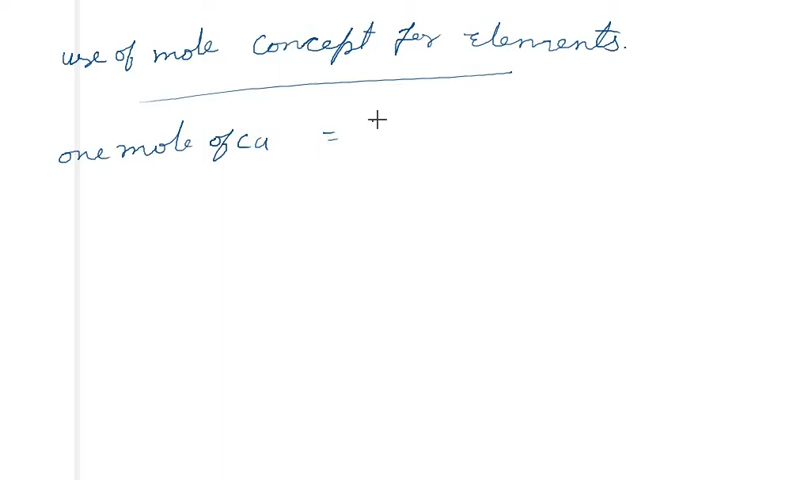 use of mole concept for elements.
one mole of ca =